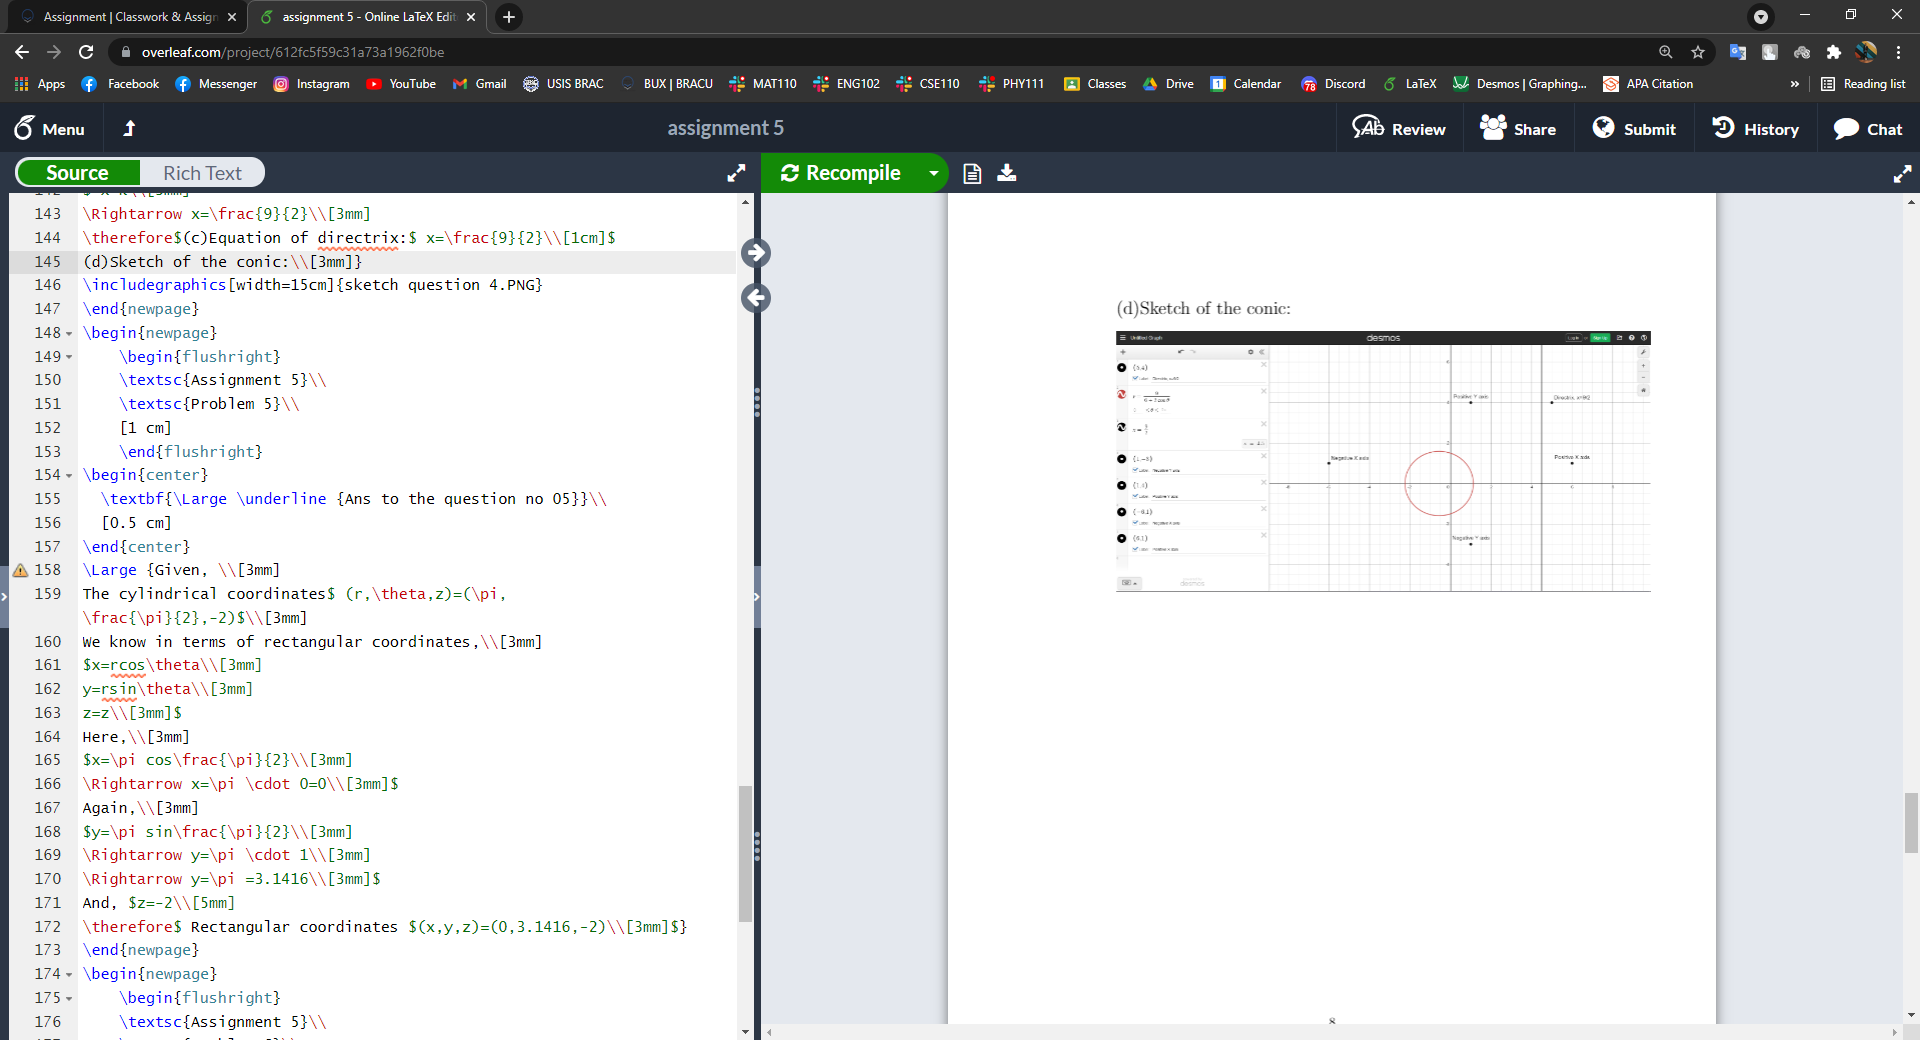 Assignment | Classwork & Assign
assignment 5 - Online LaTeX Edit
overleaf.com/project/612fc5f59c31a73a1962f0be
Apps
Facebook
Messenger
Instagram
YouTube
Gmail
USIS BRAC
BUX | BRACU
MAT110
ENG102
CSE110
PHY111
Classes
Drive
Calendar
78
Discord
LaTeX
Desmos | Graphing...
APA Citation
»
Reading list
Menu
assignment 5
Review
Share
Submit
History
Chat
Source
Rich Text
Recompile
143 \Rightarrow x=\frac{9}{2}\\[3mm]
144 \therefore$(c)Equation of directrix:$ x=\frac{9}{2}\\[1cm]$
145 (d)Sketch of the conic:\\[3mm]}
146 \includegraphics[width=15cm]{sketch question 4.PNG}
147 \end{newpage}
148 \begin{newpage}
149 \begin{flushright}
150 \textsc{Assignment 5}\\
151 \textsc{Problem 5}\\
152 [1 cm]
153 \end{flushright}
154 \begin{center}
155 \textbf{\Large \underline {Ans to the question no 05}}\\
156 [0.5 cm]
157 \end{center}
158 \Large {Given, \\[3mm]
159 The cylindrical coordinates$ (r,\theta,z)=(\pi,
\frac{\pi}{2},-2)$\\[3mm]
160 We know in terms of rectangular coordinates,\\[3mm]
161 $x=rcos\theta\\[3mm]
162 y=rsin\theta\\[3mm]
163 z=z\\[3mm]$
164 Here,\\[3mm]
165 $x=\pi cos\frac{\pi}{2}\\[3mm]
166 \Rightarrow x=\pi \cdot 0=0\\[3mm]$
167 Again,\\[3mm]
168 $y=\pi sin\frac{\pi}{2}\\[3mm]
169 \Rightarrow y=\pi \cdot 1\\[3mm]
170 \Rightarrow y=\pi =3.1416\\[3mm]$
171 And, $z=-2\\[5mm]
172 \therefore$ Rectangular coordinates $(x,y,z)=(0,3.1416,-2)\\[3mm]$}
173 \end{newpage}
174 \begin{newpage}
175 \begin{flushright}
176 \textsc{Assignment 5}\\
(d)Sketch of the conic:
Untitled Graph
desmos
Positive Y axis
Directrix, x=9/2
Negative X axis
Positive X axis
Negative Y axis
desmos